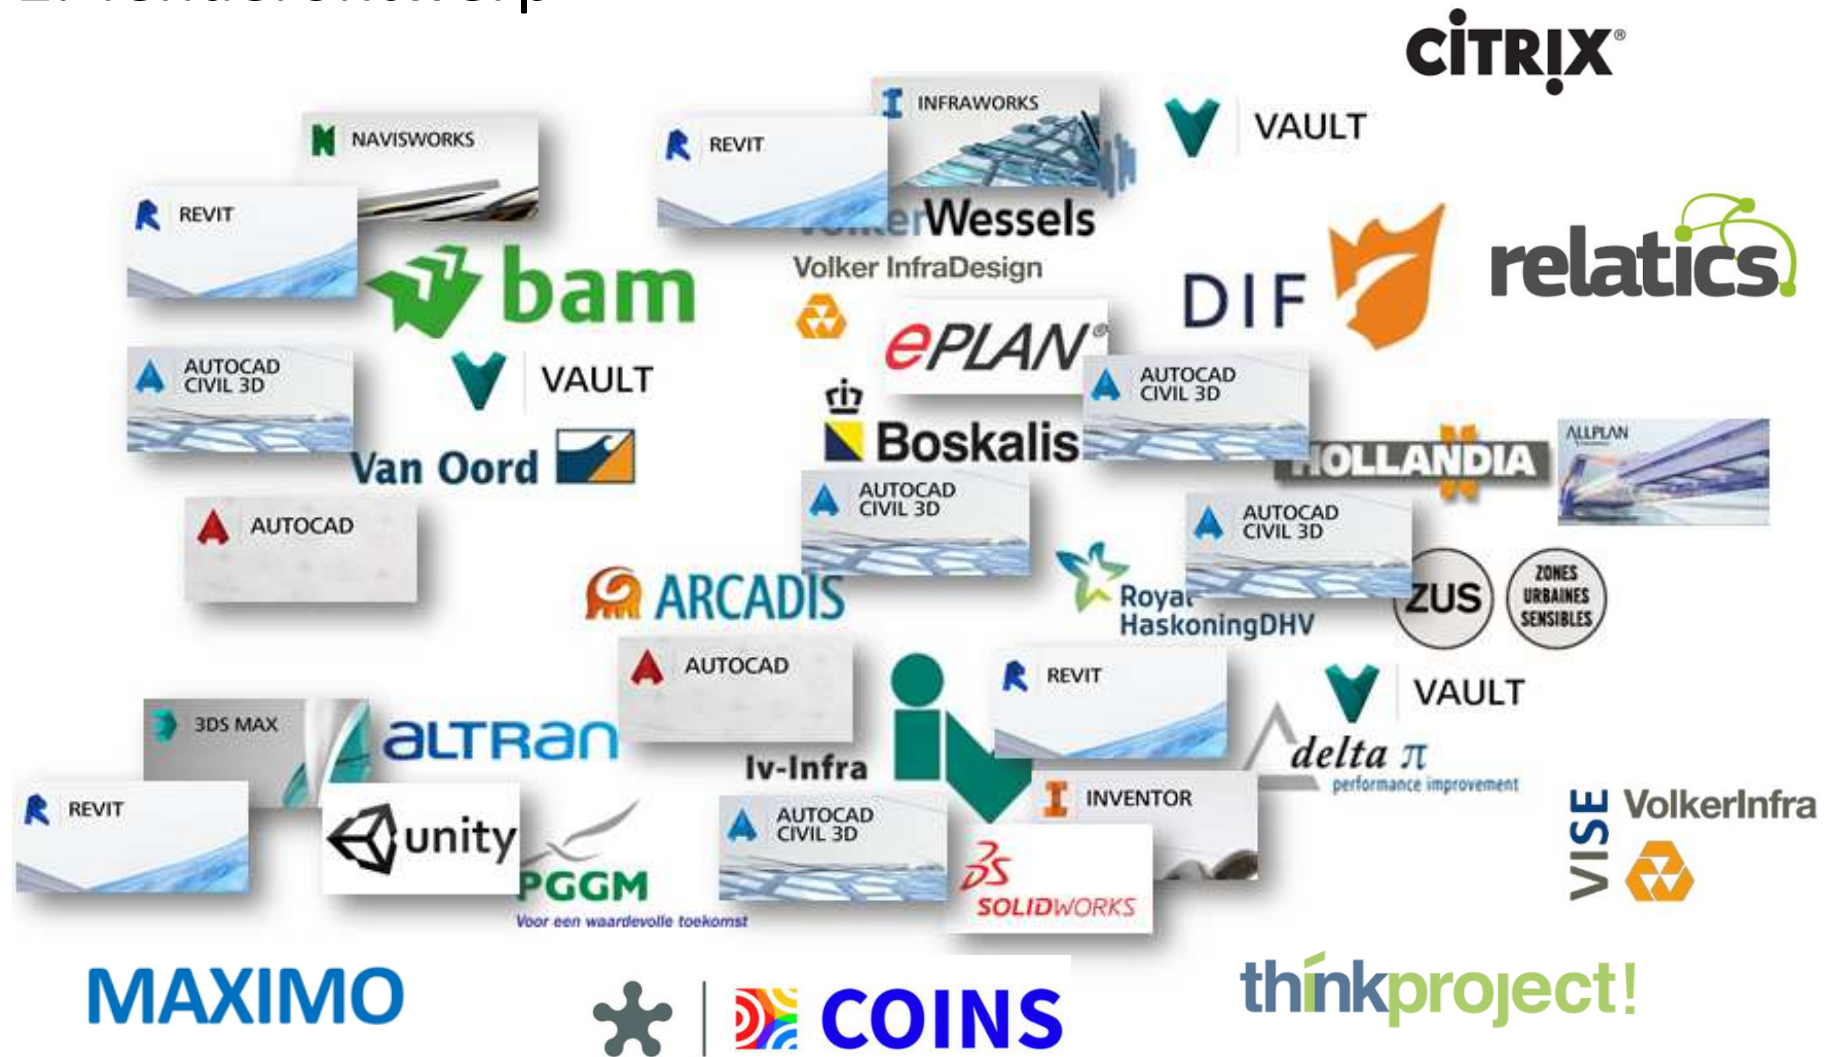 CITRIX®
INFRAWORKS
NAVISWORKS
REVIT
VAULT
REVIT
VolkerWessels
Volker InfraDesign
bam
DIF
relatics
ePLAN®
AUTOCAD
CIVIL 3D
VAULT
AUTOCAD
CIVIL 3D
Van Oord
Boskalis
HOLLANDIA
ALLPLAN
AUTOCAD
AUTOCAD
CIVIL 3D
AUTOCAD
CIVIL 3D
ARCADIS
Royal
HaskoningDHV
ZUS
ZONES
URBAINES
SENSIBLES
AUTOCAD
REVIT
VAULT
3DS MAX
ALTRan
Iv-Infra
delta π
performance improvement
REVIT
unity
AUTOCAD
CIVIL 3D
INVENTOR
VISE
VolkerInfra
PGGM
Voor een waardevolle toekomst
SOLIDWORKS
MAXIMO
COINS
thinkproject!